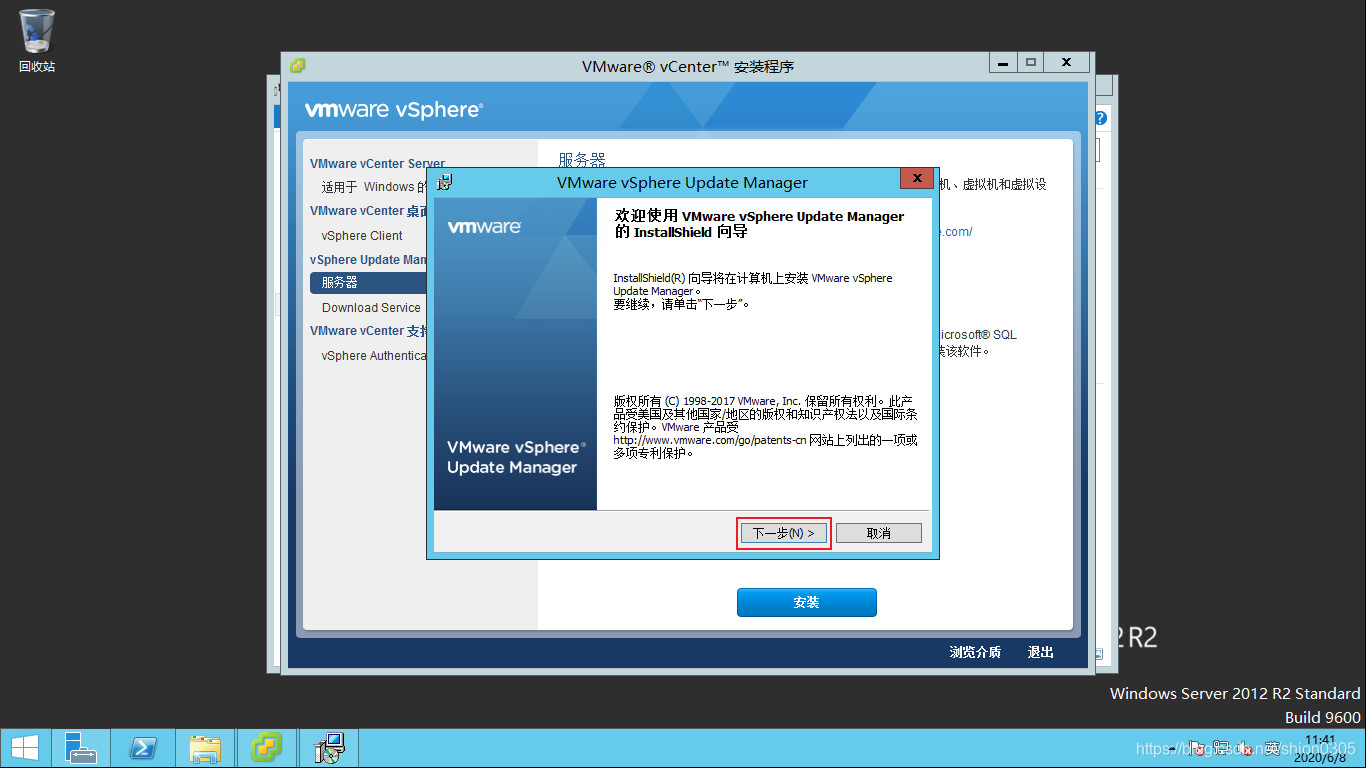 回收站
VMware® vCenter™ 安装程序
vmware vSphere®
VMware vCenter Server
适用于 Windows 的
VMware vCenter 桌面
vSphere Client
vSphere Update Man
服务器
Download Service
VMware vCenter 支持
vSphere Authentica
服务器
机、虚拟机和虚拟设
e.com/
icrosoft® SQL
装该软件。
VMware vSphere Update Manager
vmware
VMware vSphere®
Update Manager
欢迎使用 VMware vSphere Update Manager
的 InstallShield 向导
InstallShield(R) 向导将在计算机上安装 VMware vSphere
Update Manager。
要继续，请单击“下一步”。
版权所有 (C) 1998-2017 VMware, Inc. 保留所有权利。此产
品受美国及其他国家/地区的版权和知识产权法以及国际条
约保护。VMware 产品受
http://www.vmware.com/go/patents-cn 网站上列出的一项或
多项专利保护。
下一步(N) >
取消
安装
浏览介质
退出
2 R2
Windows Server 2012 R2 Standard
Build 9600
英
11:41
2020/6/8
https://blog.csdn.net/shion0305